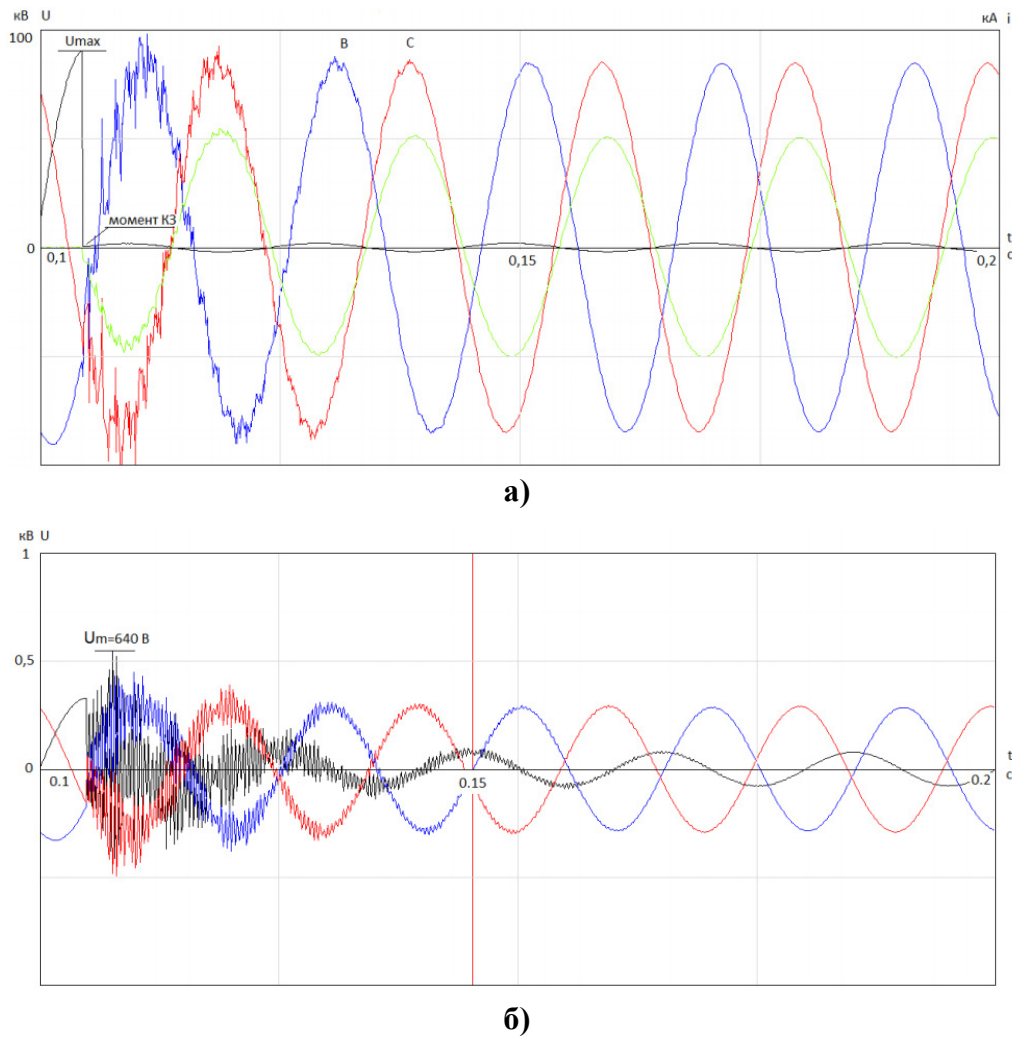 кВ U
кА i
100
Umax
В
С
момент КЗ
0
0,1
0,15
0,2
t
с
а)
кВ U
1
Um=640 В
0,5
0
0.1
0.15
0.2
t
с
б)